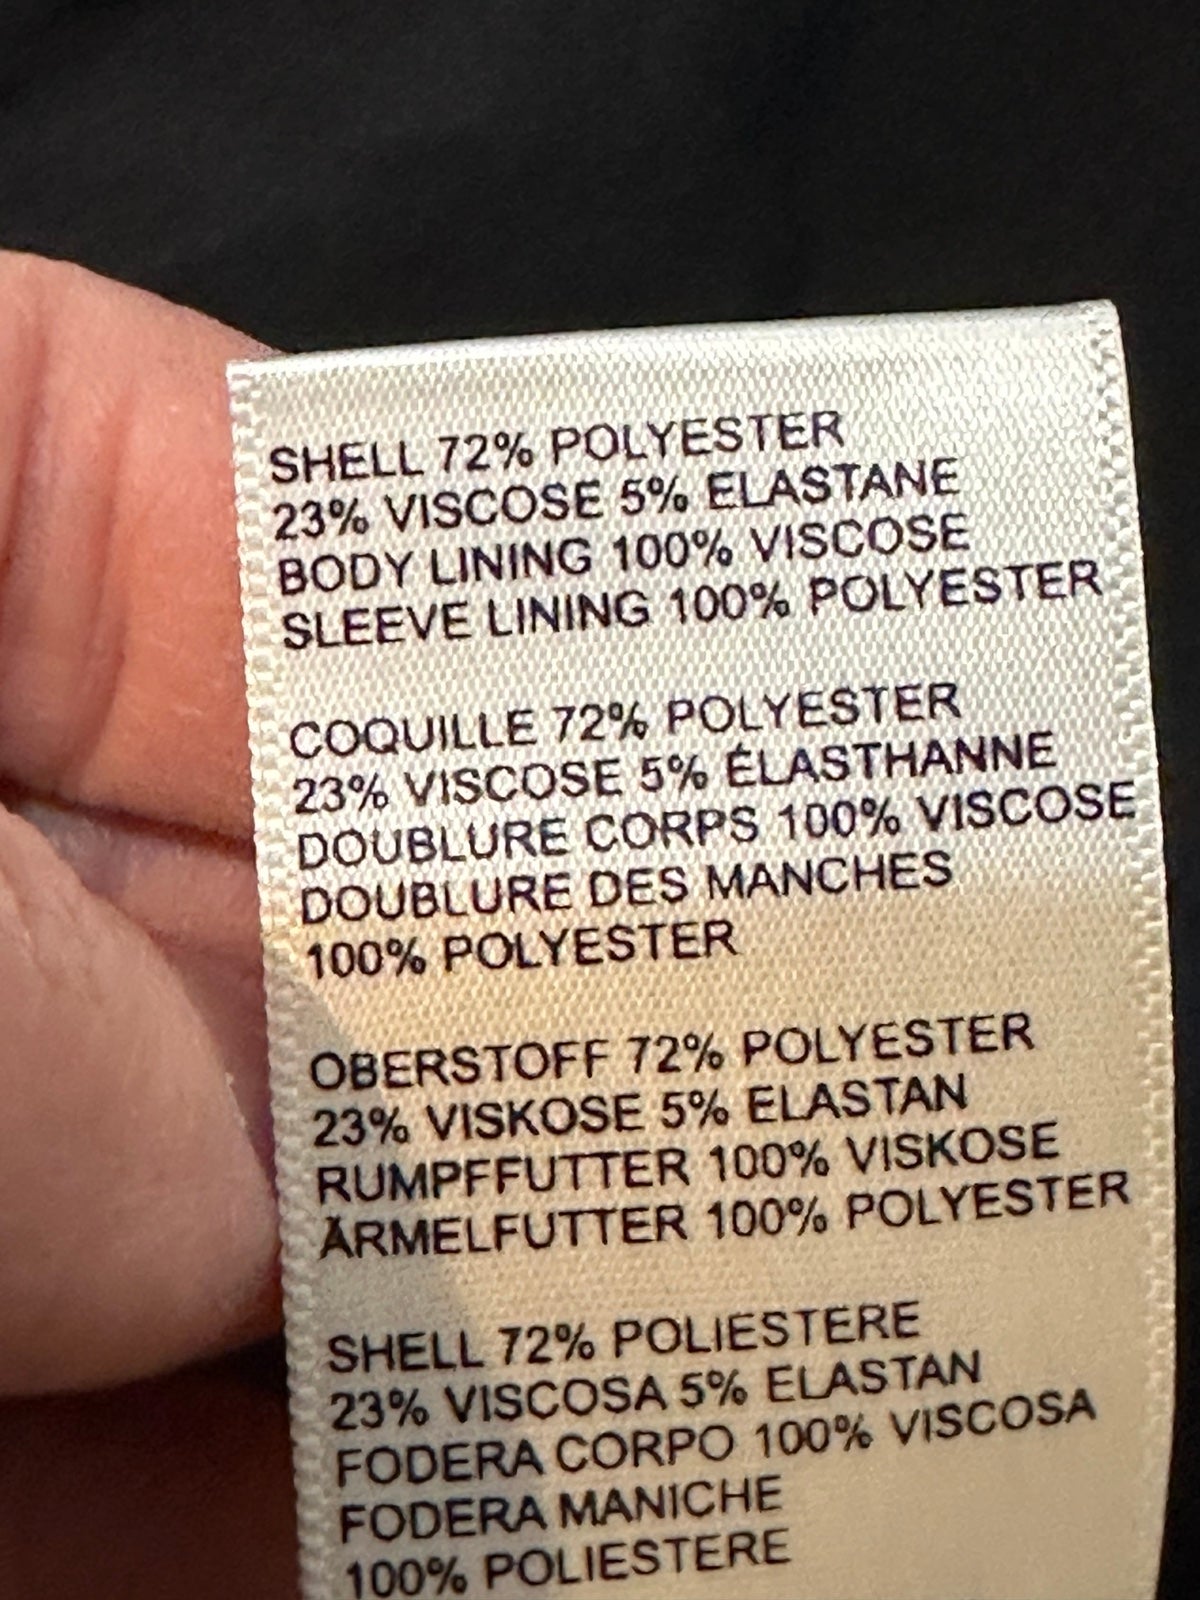 SHELL 72% POLYESTER
23% VISCOSE 5% ELASTANE
BODY LINING 100% VISCOSE
SLEEVE LINING 100% POLYESTER
COQUILLE 72% POLYESTER
23% VISCOSE 5% ÉLASTHANNE
DOUBLURE CORPS 100% VISCOSE
DOUBLURE DES MANCHES
100% POLYESTER
OBERSTOFF 72% POLYESTER
23% VISKOSE 5% ELASTAN
RUMPFFUTTER 100% VISKOSE
ÄRMELFUTTER 100% POLYESTER
SHELL 72% POLIESTERE
23% VISCOSA 5% ELASTAN
FODERA CORPO 100% VISCOSA
FODERA MANICHE
100% POLIESTERE